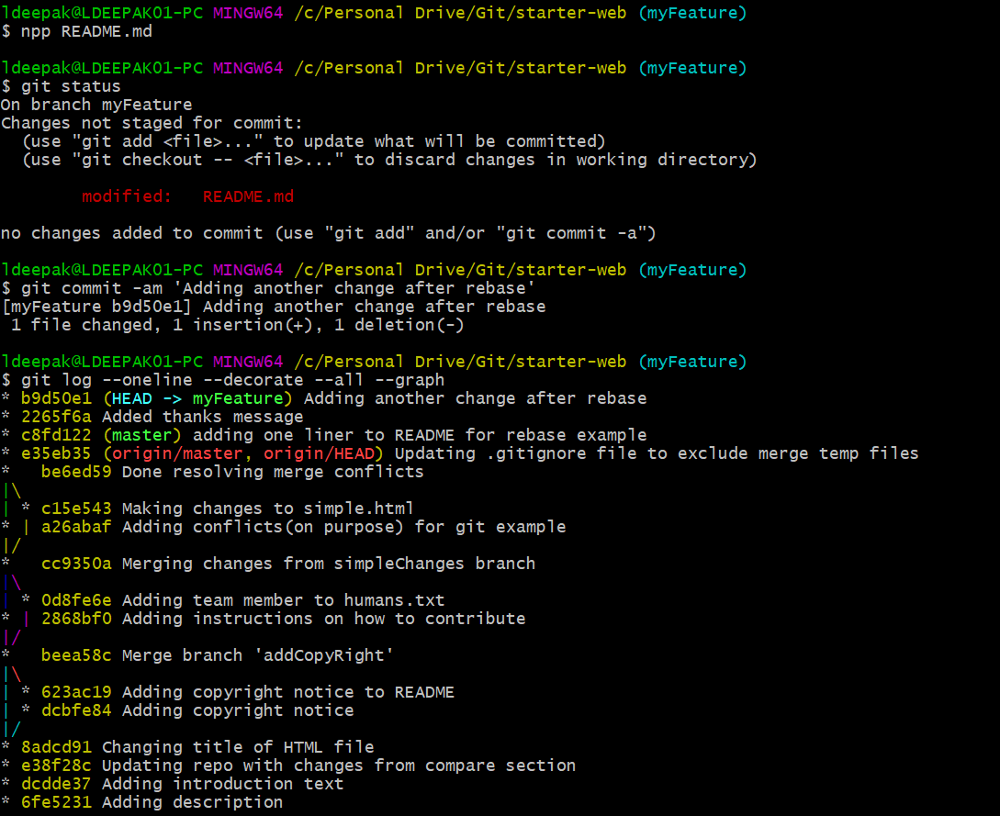 ldeepak@LDEEPAK01-PC MINGW64 /c/Personal Drive/Git/starter-web (myFeature)
$ npp README.md
ldeepak@LDEEPAK01-PC MINGW64 /c/Personal Drive/Git/starter-web (myFeature)
$ git status
On branch myFeature
Changes not staged for commit:
  (use "git add <file>..." to update what will be committed)
  (use "git checkout -- <file>..." to discard changes in working directory)
        modified:   README.md
no changes added to commit (use "git add" and/or "git commit -a")
ldeepak@LDEEPAK01-PC MINGW64 /c/Personal Drive/Git/starter-web (myFeature)
$ git commit -am 'Adding another change after rebase'
[myFeature b9d50e1] Adding another change after rebase
 1 file changed, 1 insertion(+), 1 deletion(-)
ldeepak@LDEEPAK01-PC MINGW64 /c/Personal Drive/Git/starter-web (myFeature)
$ git log --oneline --decorate --all --graph
* b9d50e1 (HEAD -> myFeature) Adding another change after rebase
* 2265f6a Added thanks message
* c8fd122 (master) adding one liner to README for rebase example
* e35eb35 (origin/master, origin/HEAD) Updating .gitignore file to exclude merge temp files
*   be6ed59 Done resolving merge conflicts
|\
| * c15e543 Making changes to simple.html
* | a26abaf Adding conflicts(on purpose) for git example
|/
*   cc9350a Merging changes from simpleChanges branch
|\
| * 0d8fe6e Adding team member to humans.txt
* | 2868bf0 Adding instructions on how to contribute
|/
*   beea58c Merge branch 'addCopyRight'
|\
| * 623ac19 Adding copyright notice to README
| * dcbfe84 Adding copyright notice
|/
* 8adcd91 Changing title of HTML file
* e38f28c Updating repo with changes from compare section
* dcdde37 Adding introduction text
* 6fe5231 Adding description